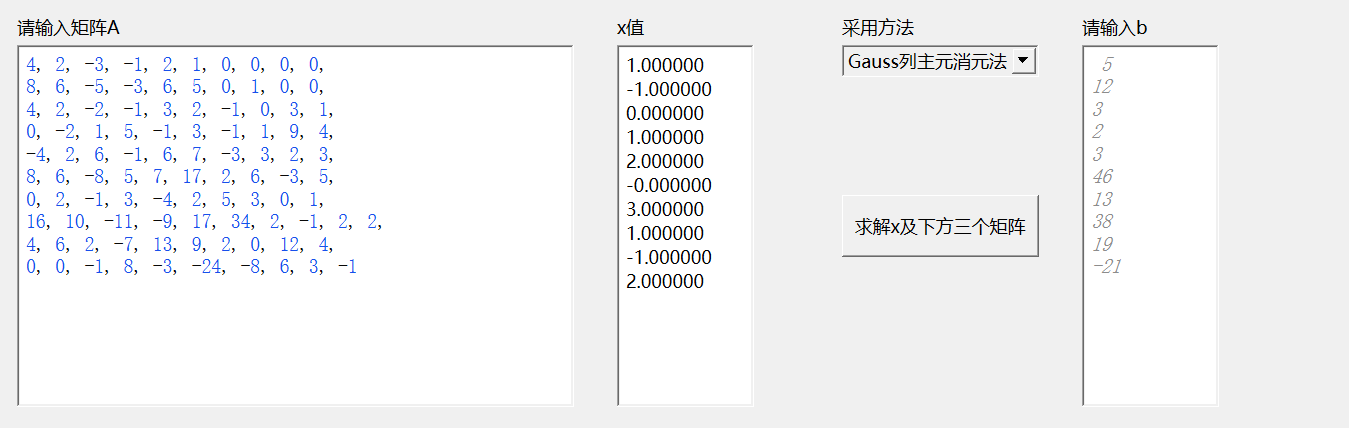 请输入矩阵A
4, 2, -3, -1, 2, 1, 0, 0, 0, 0,
8, 6, -5, -3, 6, 5, 0, 1, 0, 0,
4, 2, -2, -1, 3, 2, -1, 0, 3, 1,
0, -2, 1, 5, -1, 3, -1, 1, 9, 4,
-4, 2, 6, -1, 6, 7, -3, 3, 2, 3,
8, 6, -8, 5, 7, 17, 2, 6, -3, 5,
0, 2, -1, 3, -4, 2, 5, 3, 0, 1,
16, 10, -11, -9, 17, 34, 2, -1, 2, 2,
4, 6, 2, -7, 13, 9, 2, 0, 12, 4,
0, 0, -1, 8, -3, -24, -8, 6, 3, -1
x值
1.000000
-1.000000
0.000000
1.000000
2.000000
-0.000000
3.000000
1.000000
-1.000000
2.000000
采用方法
Gauss列主元消元法
求解x及下方三个矩阵
请输入b
5
12
3
2
3
46
13
38
19
-21